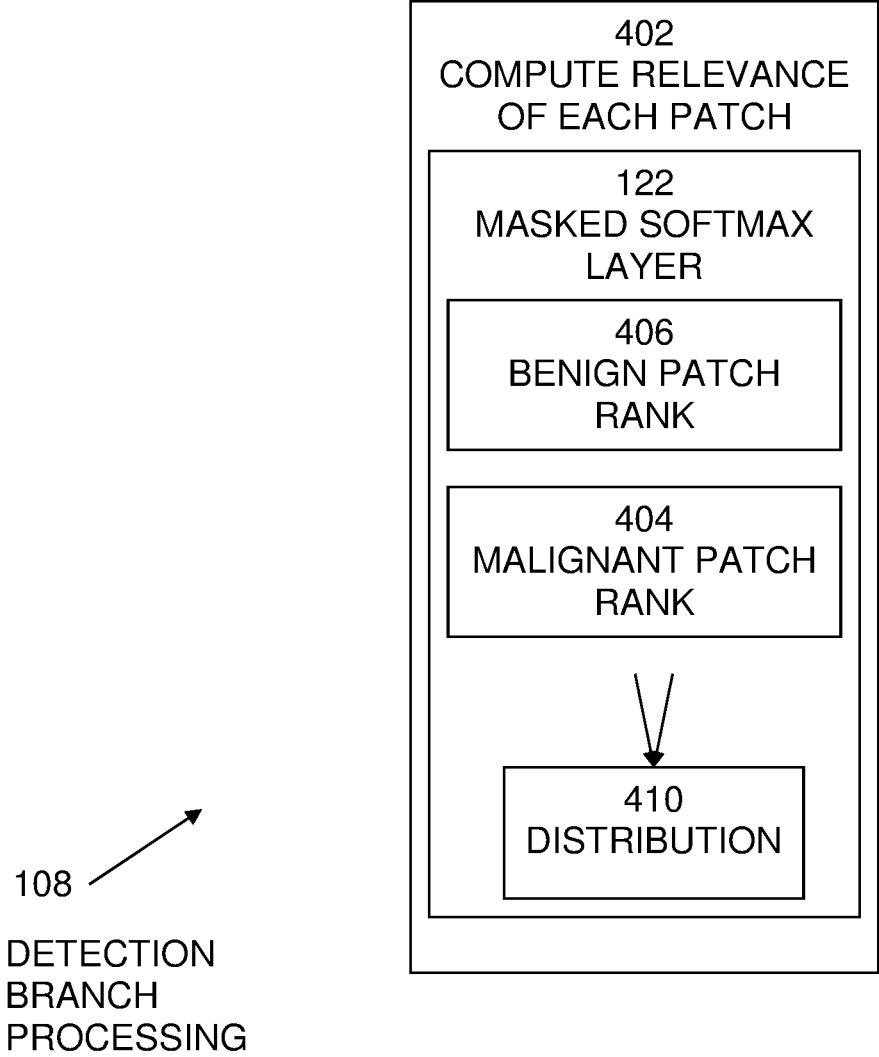 402
COMPUTE RELEVANCE
OF EACH PATCH
122
MASKED SOFTMAX
LAYER
406
BENIGN PATCH
RANK
404
MALIGNANT PATCH
RANK
410
DISTRIBUTION
108
DETECTION
BRANCH
PROCESSING